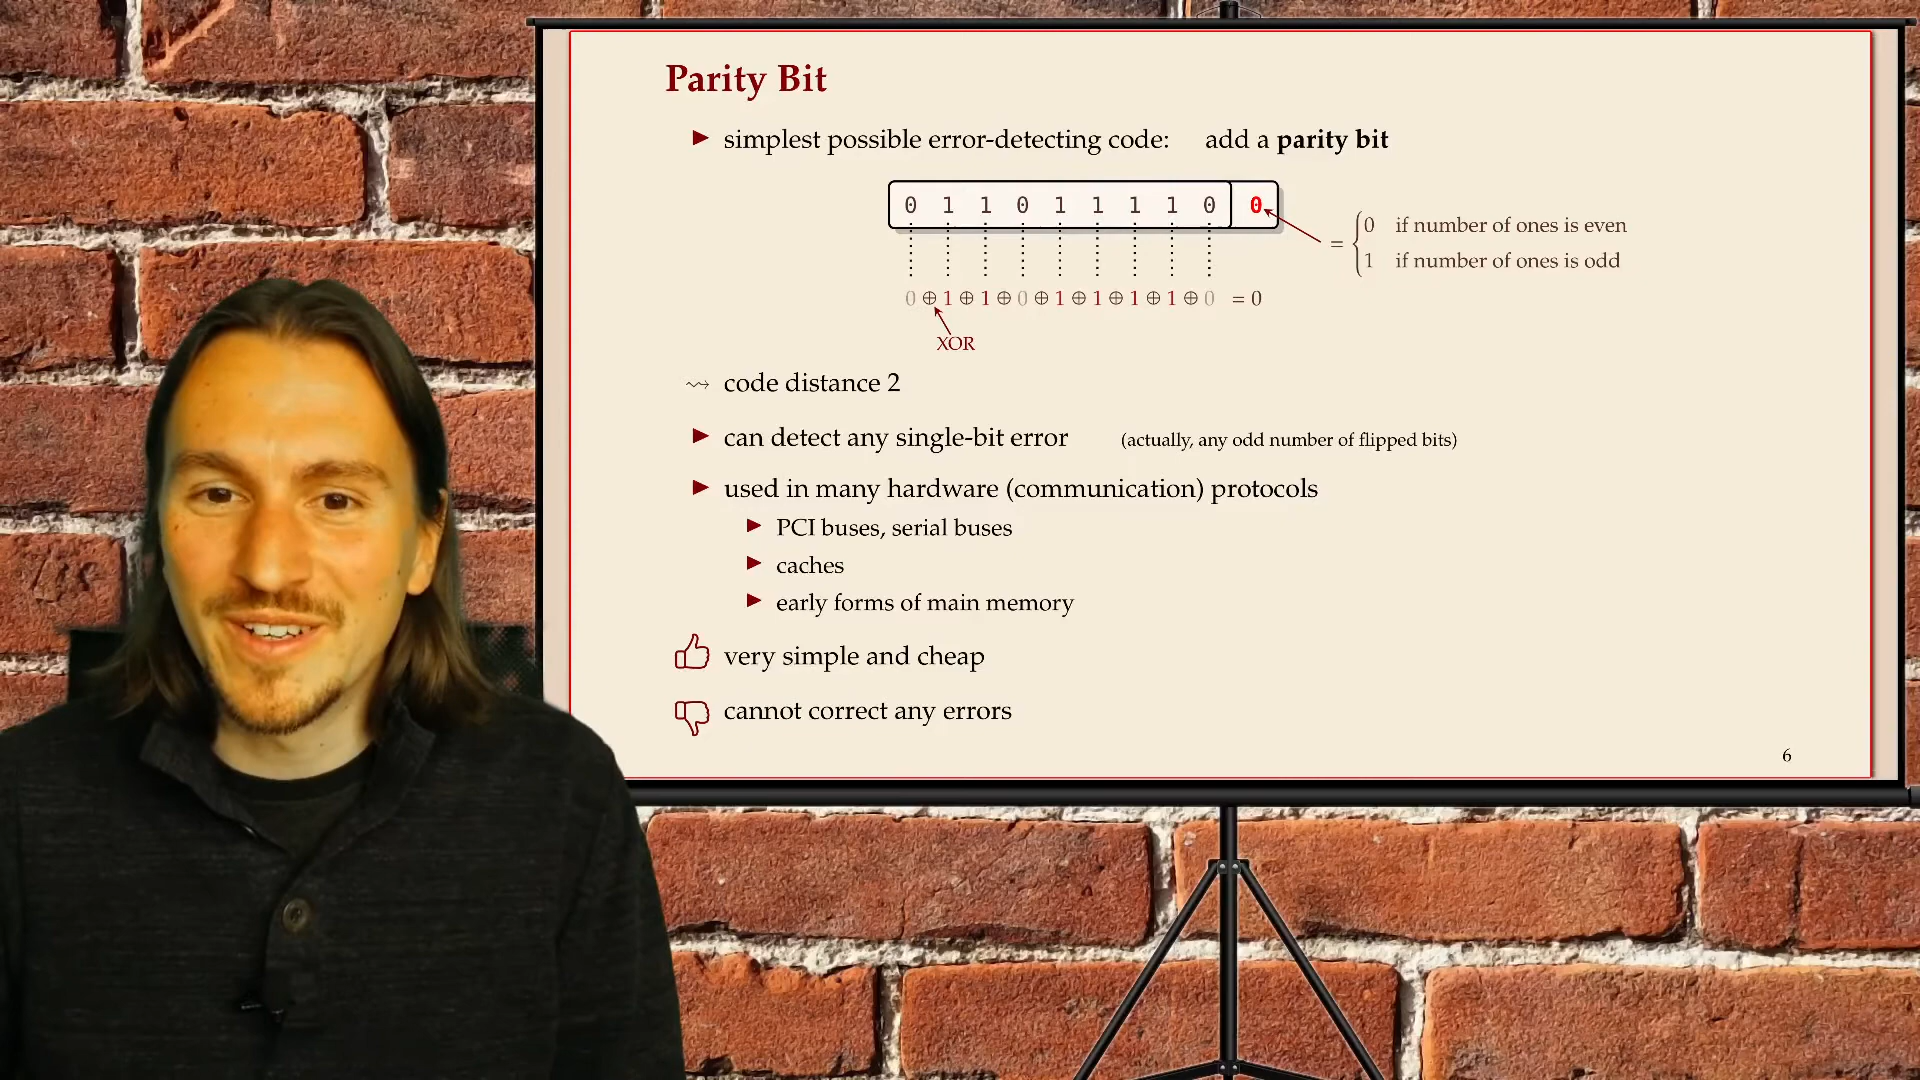 Parity Bit
▶ simplest possible error-detecting code: add a parity bit
0 1 1 0 1 1 1 1 0 0
= { 0 if number of ones is even
1 if number of ones is odd
0 ⊕ 1 ⊕ 1 ⊕ 0 ⊕ 1 ⊕ 1 ⊕ 1 ⊕ 1 ⊕ 0 = 0
XOR
⇝ code distance 2
▶ can detect any single-bit error (actually, any odd number of flipped bits)
▶ used in many hardware (communication) protocols
▶ PCI buses, serial buses
▶ caches
▶ early forms of main memory
very simple and cheap
cannot correct any errors
6